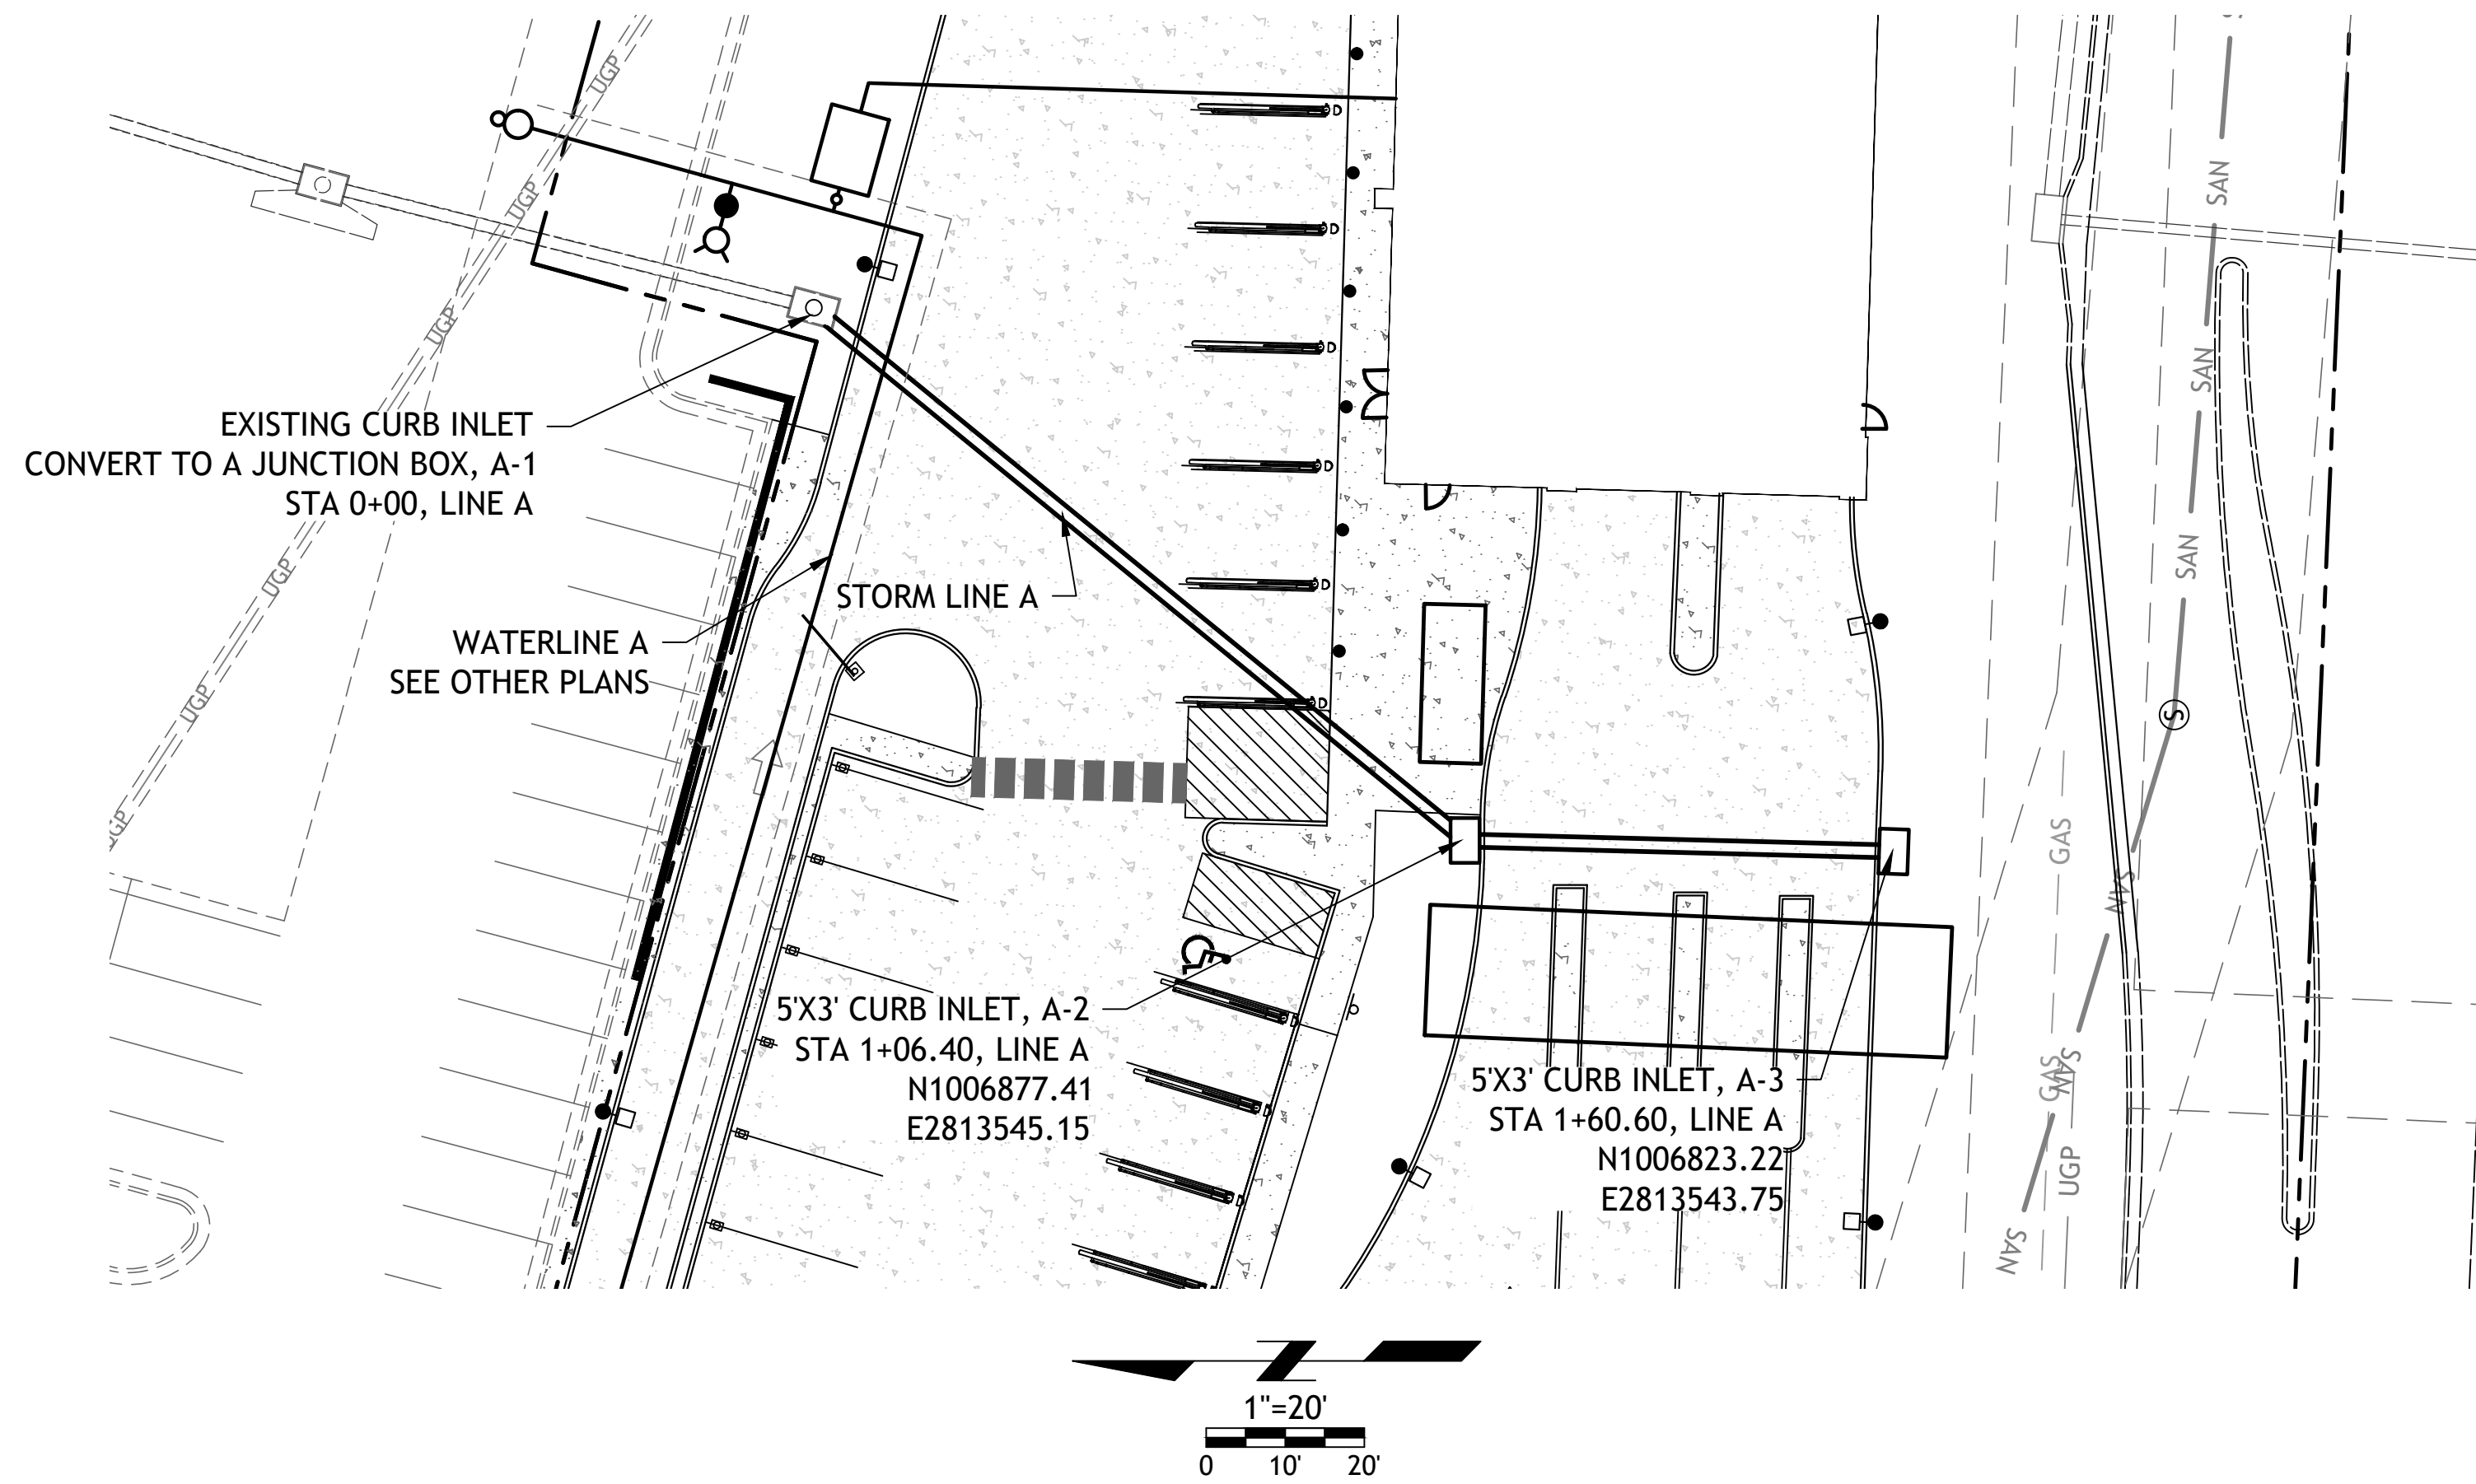 UGP
SAN
UGP
SAN
UGP
UGP
SAN
EXISTING CURB INLET
CONVERT TO A JUNCTION BOX, A-1
STA 0+00, LINE A
SAN
UGP
STORM LINE A
WATERLINE A
SEE OTHER PLANS
UGP
S
UGP
GAS
SAN
5'X3' CURB INLET, A-2
STA 1+06.40, LINE A
N1006877.41
E2813545.15
5'X3' CURB INLET, A-3
STA 1+60.60, LINE A
N1006823.22
E2813543.75
GAS
SAN
UGP
SAN
N
1"=20'
0 10' 20'